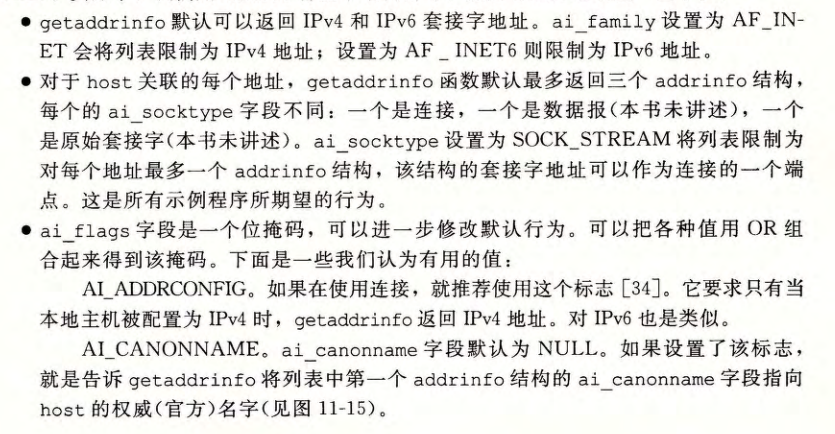 ● getaddrinfo 默认可以返回 IPv4 和 IPv6 套接字地址。ai_family 设置为 AF_IN-
ET 会将列表限制为 IPv4 地址；设置为 AF _ INET6 则限制为 IPv6 地址。
● 对于 host 关联的每个地址，getaddrinfo 函数默认最多返回三个 addrinfo 结构，
每个的 ai_socktype 字段不同：一个是连接，一个是数据报(本书未讲述)，一个
是原始套接字(本书未讲述)。ai_socktype 设置为 SOCK_STREAM 将列表限制为
对每个地址最多一个 addrinfo 结构，该结构的套接字地址可以作为连接的一个端
点。这是所有示例程序所期望的行为。
● ai_flags 字段是一个位掩码，可以进一步修改默认行为。可以把各种值用 OR 组
合起来得到该掩码。下面是一些我们认为有用的值：
AI_ADDRCONFIG。如果在使用连接，就推荐使用这个标志［34］。它要求只有当
本地主机被配置为 IPv4 时，getaddrinfo 返回 IPv4 地址。对 IPv6 也是类似。
AI_CANONNAME。ai_canonname 字段默认为 NULL。如果设置了该标志，
就是告诉 getaddrinfo 将列表中第一个 addrinfo 结构的 ai_canonname 字段指向
host 的权威(官方)名字(见图 11-15)。